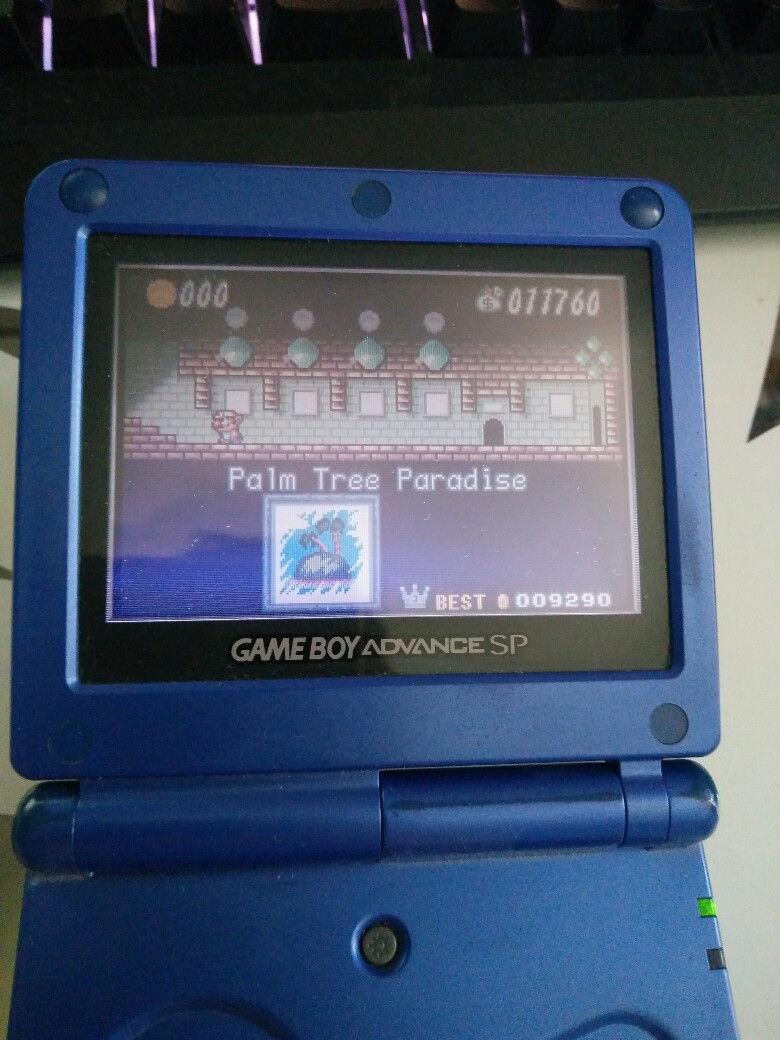 000 011760
Palm Tree Paradise
BEST 009290
GAME BOY ADVANCE SP